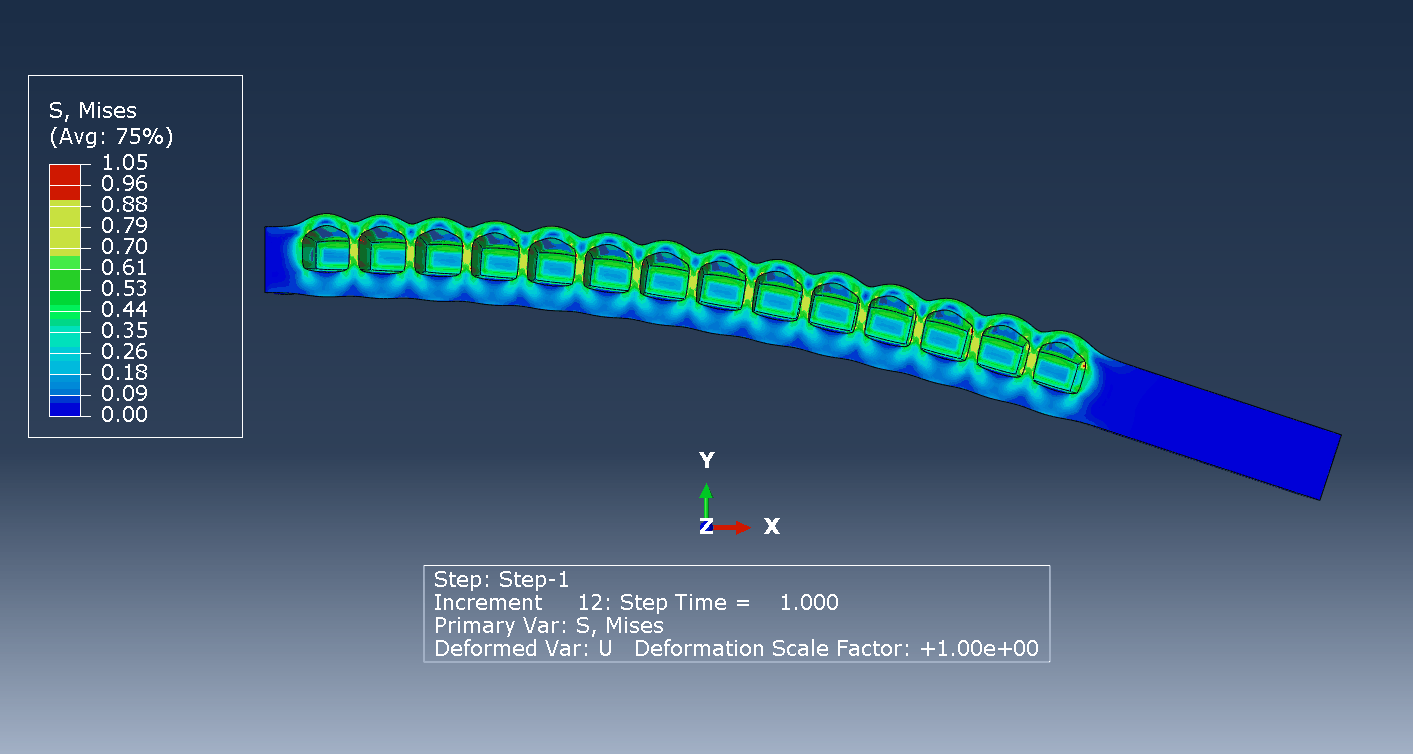 S, Mises
(Avg: 75%)
1.05
0.96
0.88
0.79
0.70
0.61
0.53
0.44
0.35
0.26
0.18
0.09
0.00
Y
Z X
Step: Step-1
Increment 12: Step Time = 1.000
Primary Var: S, Mises
Deformed Var: U Deformation Scale Factor: +1.00e+00